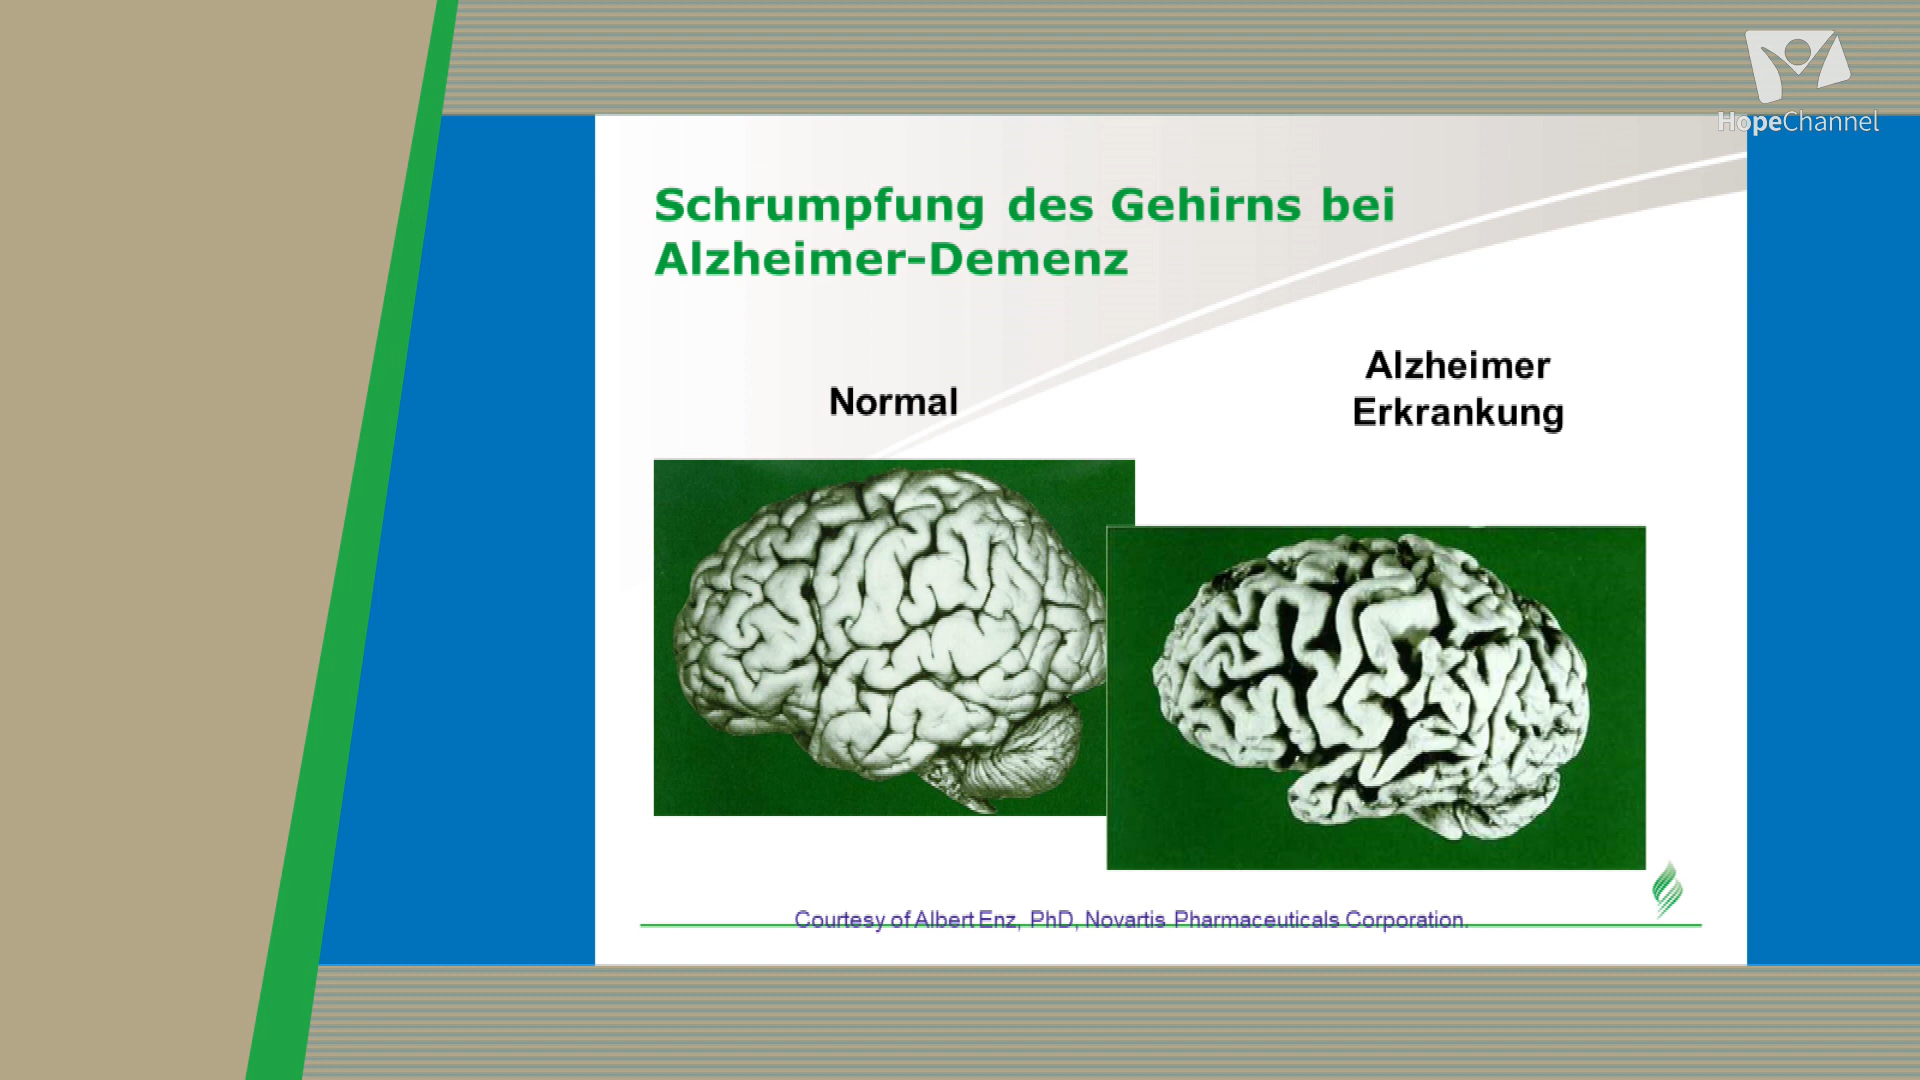 HopeChannel
Schrumpfung des Gehirns bei
Alzheimer-Demenz
Normal
Alzheimer
Erkrankung
Courtesy of Albert Enz, PhD, Novartis Pharmaceuticals Corporation.